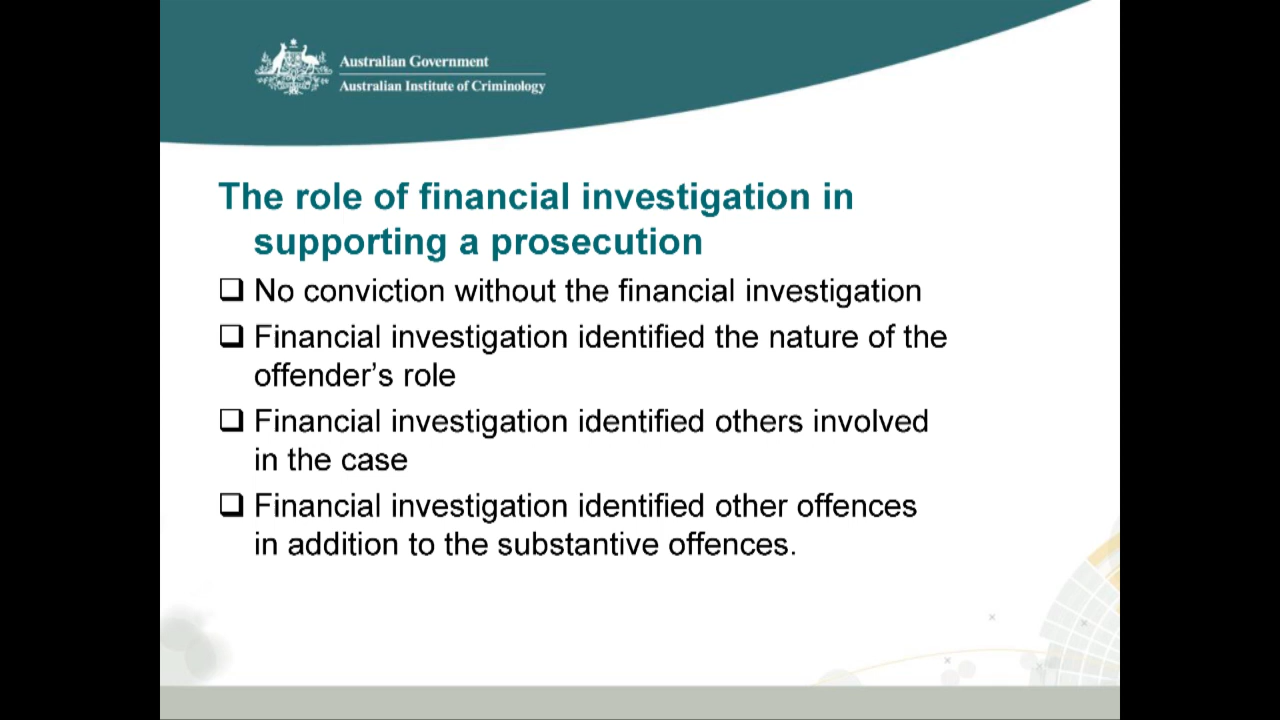 Australian Government
Australian Institute of Criminology
The role of financial investigation in
supporting a prosecution
❑ No conviction without the financial investigation
❑ Financial investigation identified the nature of the
offender’s role
❑ Financial investigation identified others involved
in the case
❑ Financial investigation identified other offences
in addition to the substantive offences.